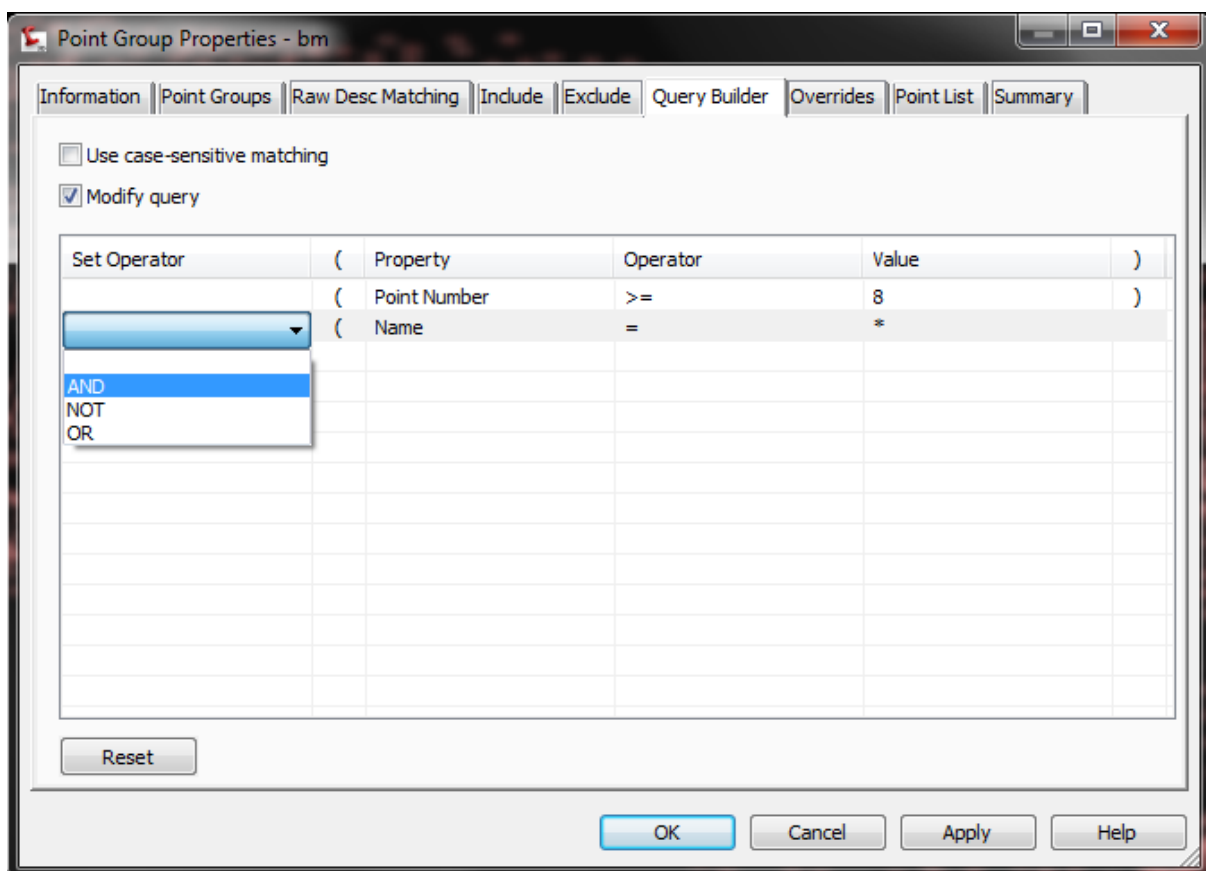 Point Group Properties - bm
Information Point Groups Raw Desc Matching Include Exclude Query Builder Overrides Point List Summary
Use case-sensitive matching
Modify query
Set Operator ( Property Operator Value )
( Point Number >= 8 )
( Name = *
AND
NOT
OR
Reset
OK Cancel Apply Help